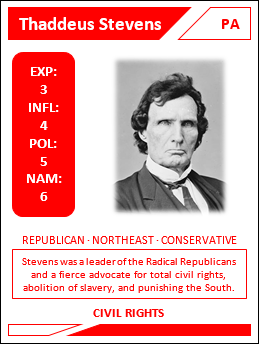 Thaddeus Stevens
PA
EXP:
3
INFL:
4
POL:
5
NAM:
6
REPUBLICAN · NORTHEAST · CONSERVATIVE
Stevens was a leader of the Radical Republicans
and a fierce advocate for total civil rights,
abolition of slavery, and punishing the South.
CIVIL RIGHTS